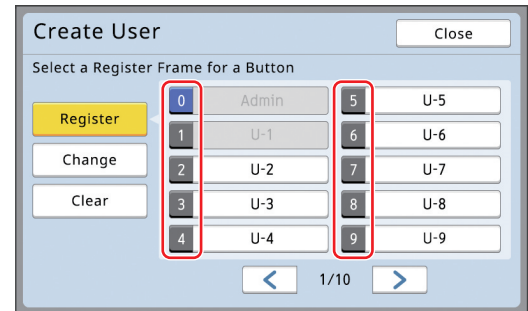 Create User
Close
Select a Register Frame for a Button
Register
Change
Clear
0 Admin
1 U-1
2 U-2
3 U-3
4 U-4
5 U-5
6 U-6
7 U-7
8 U-8
9 U-9
1/10